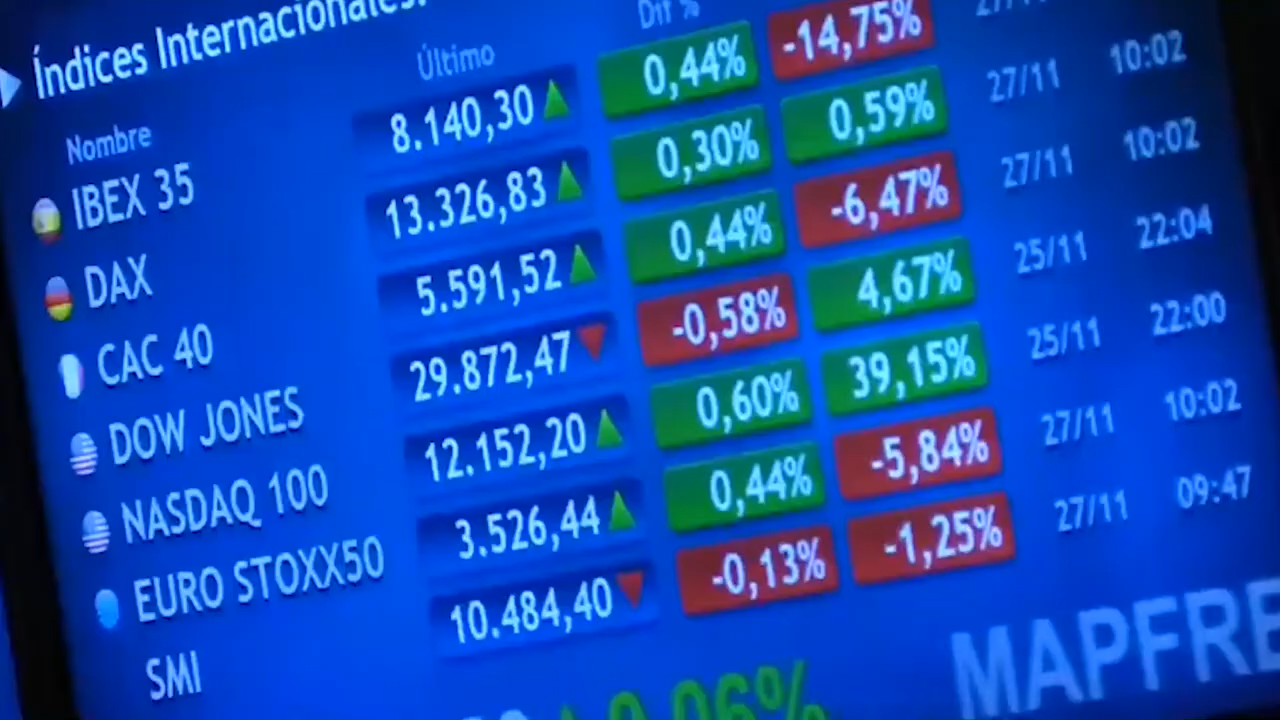 Índices Internacionales
Nombre Último Dif %
IBEX 35 8.140,30 0,44% -14,75%
DAX 13.326,83 0,30% 0,59% 27/11 10:02
CAC 40 5.591,52 0,44% -6,47% 27/11 10:02
DOW JONES 29.872,47 -0,58% 4,67% 25/11 22:04
NASDAQ 100 12.152,20 0,60% 39,15% 25/11 22:00
EURO STOXX50 3.526,44 0,44% -5,84% 27/11 10:02
SMI 10.484,40 -0,13% -1,25% 27/11 09:47
0,06% MAPFRE